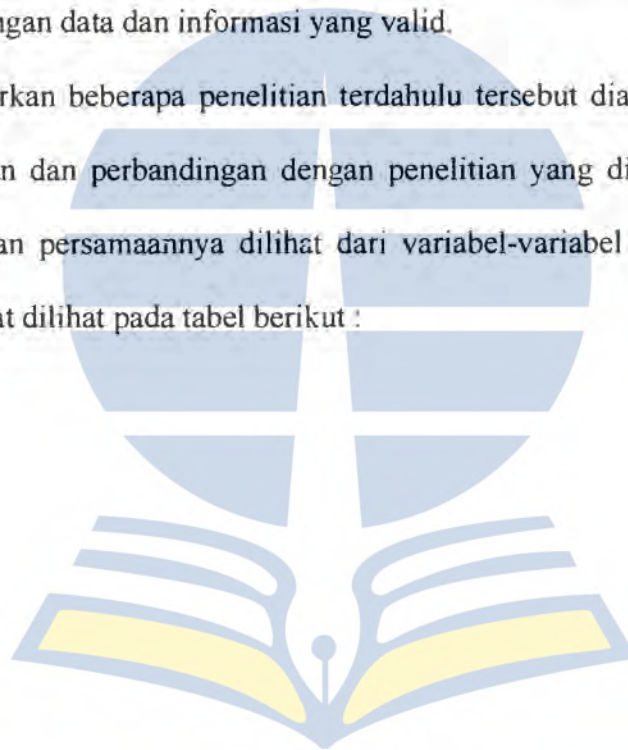 ngan data dan informasi yang valid.
rkan beberapa penelitian terdahulu tersebut dia
n dan perbandingan dengan penelitian yang di
an persamaannya dilihat dari variabel-variabel
at dilihat pada tabel berikut :